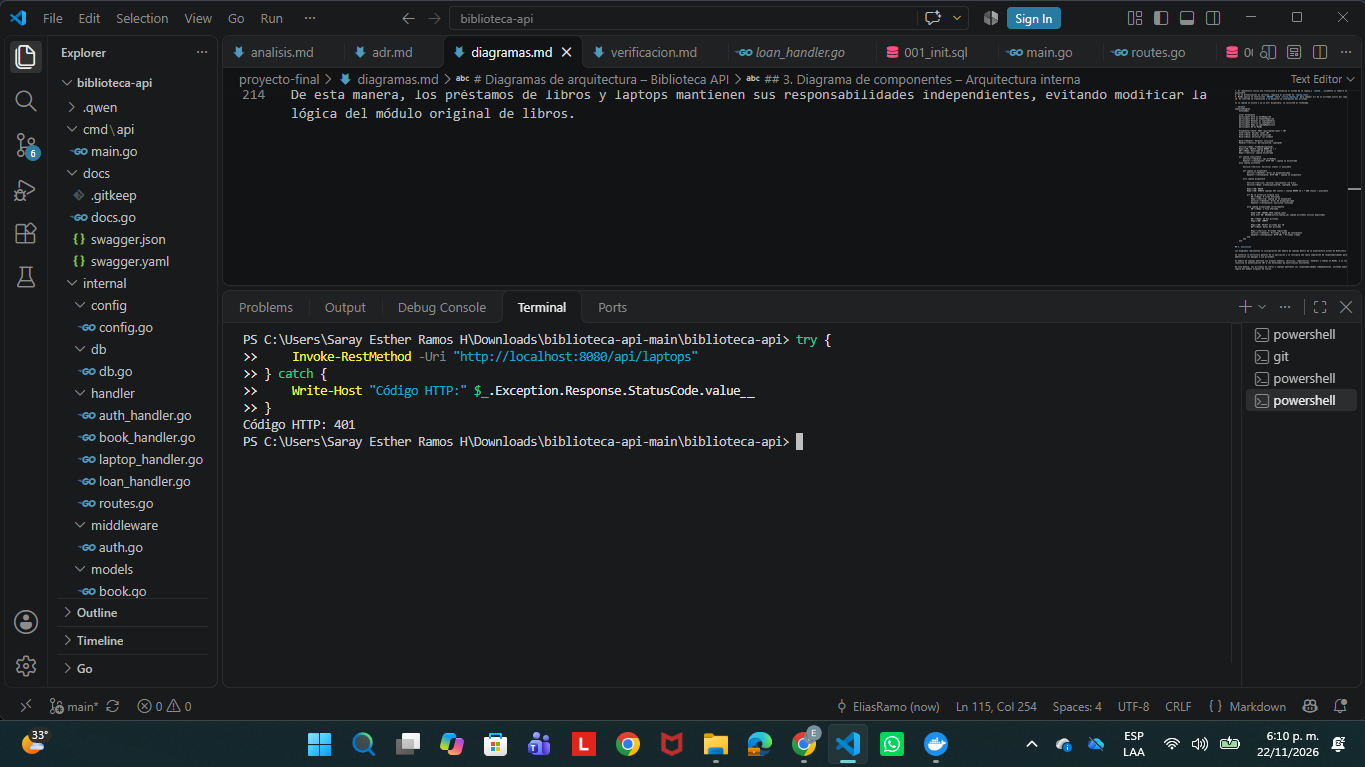 File Edit Selection View Go Run ···
biblioteca-api
Sign In
Explorer ···
analisis.md adr.md diagramas.md verificacion.md loan_handler.go 001_init.sql main.go routes.go
proyecto-final > diagramas.md > # Diagramas de arquitectura – Biblioteca API > ## 3. Diagrama de componentes – Arquitectura interna
Text Editor
214 De esta manera, los préstamos de libros y laptops mantienen sus responsabilidades independientes, evitando modificar la
lógica del módulo original de libros.
biblioteca-api
.qwen
cmd \ api
main.go
docs
.gitkeep
docs.go
swagger.json
swagger.yaml
internal
config
config.go
db
db.go
handler
auth_handler.go
book_handler.go
laptop_handler.go
loan_handler.go
routes.go
middleware
auth.go
models
book.go
Outline
Timeline
Go
6
Problems Output Debug Console Terminal Ports
PS C:\Users\Saray Esther Ramos H\Downloads\biblioteca-api-main\biblioteca-api> try {
>> Invoke-RestMethod -Uri "http://localhost:8080/api/laptops"
>> } catch {
>> Write-Host "Código HTTP:" $_.Exception.Response.StatusCode.value__
>> }
Código HTTP: 401
PS C:\Users\Saray Esther Ramos H\Downloads\biblioteca-api-main\biblioteca-api>
powershell
git
powershell
powershell
main* 0 0
EliasRamo (now) Ln 115, Col 254 Spaces: 4 UTF-8 CRLF { } Markdown
33°
ESP
LAA
6:10 p. m.
22/11/2026